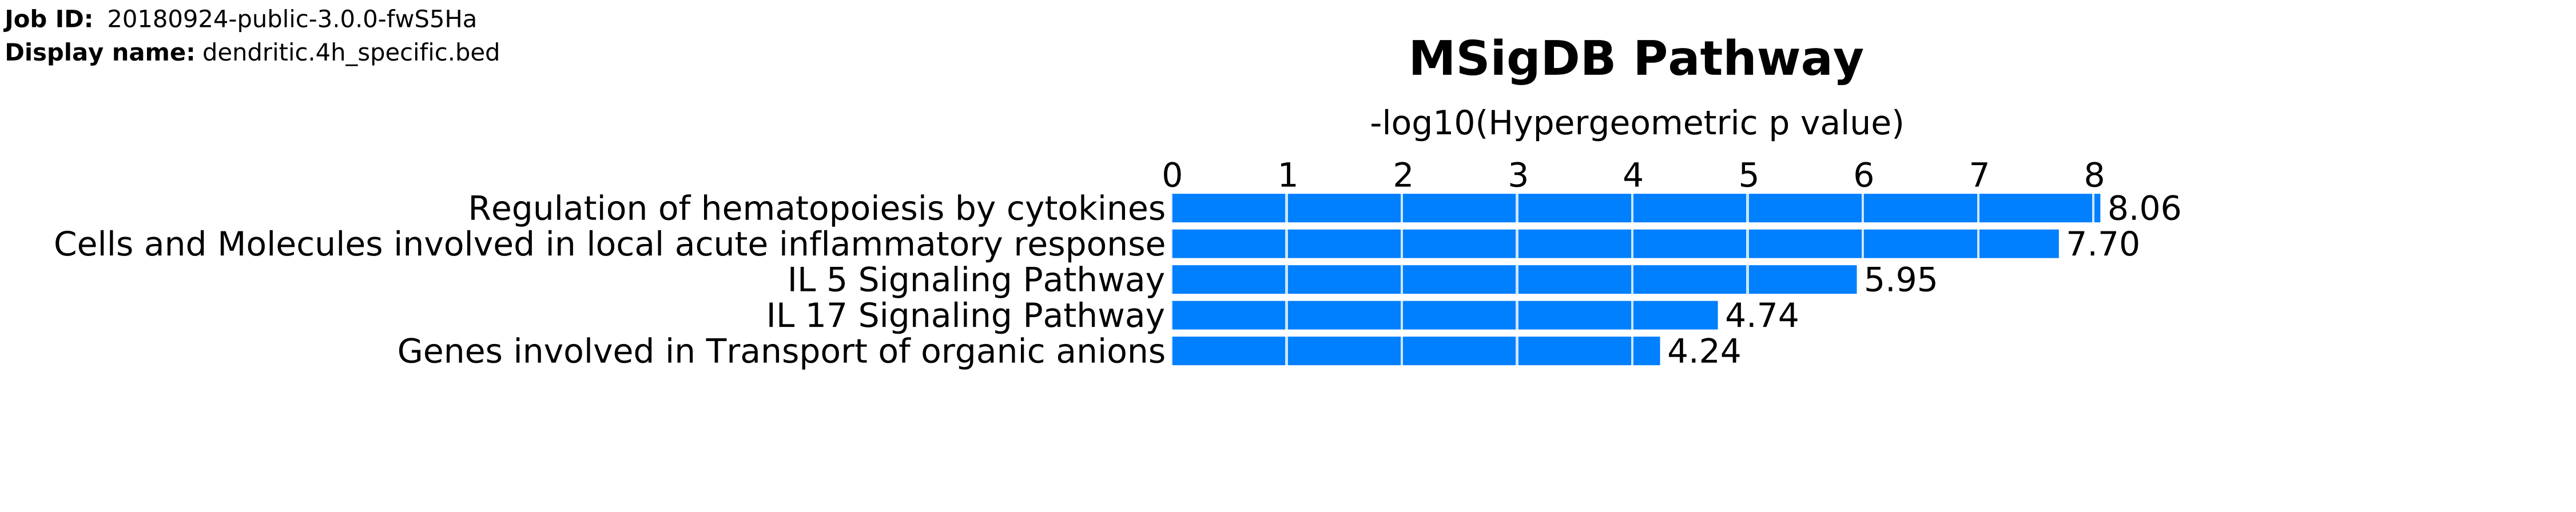 Job ID: 20180924-public-3.0.0-fwS5Ha
Display name: dendritic.4h_specific.bed
MSigDB Pathway
-log10(Hypergeometric p value)
0 1 2 3 4 5 6 7 8
Regulation of hematopoiesis by cytokines 8.06
Cells and Molecules involved in local acute inflammatory response 7.70
IL 5 Signaling Pathway 5.95
IL 17 Signaling Pathway 4.74
Genes involved in Transport of organic anions 4.24